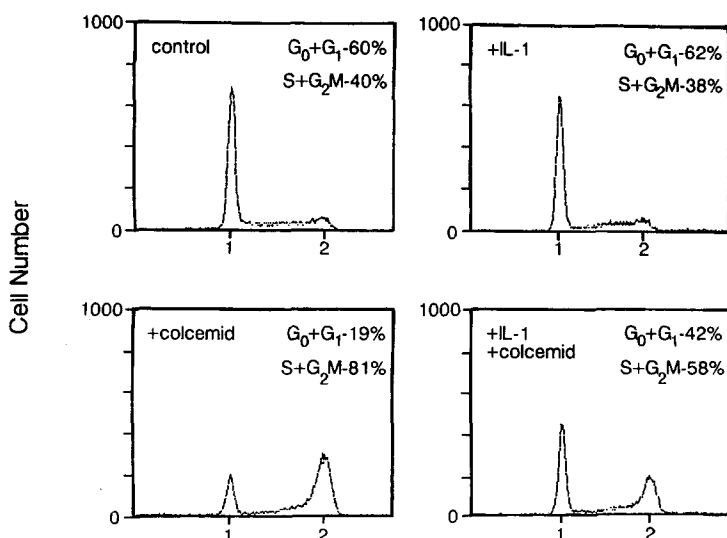 Cell Number
1000
control
G₀+G₁-60%
S+G₂M-40%
0
1
2
1000
+IL-1
G₀+G₁-62%
S+G₂M-38%
0
1
2
1000
+colcemid
G₀+G₁-19%
S+G₂M-81%
0
1
2
1000
+IL-1
+colcemid
G₀+G₁-42%
S+G₂M-58%
0
1
2